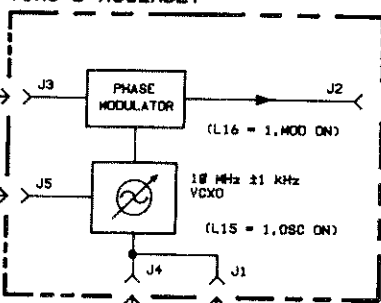 J3
PHASE
MODULATOR
J2
(L16 = 1,MOD ON)
J5
10 MHz ±1 kHz
VCXO
(L15 = 1,OSC ON)
J4
J1